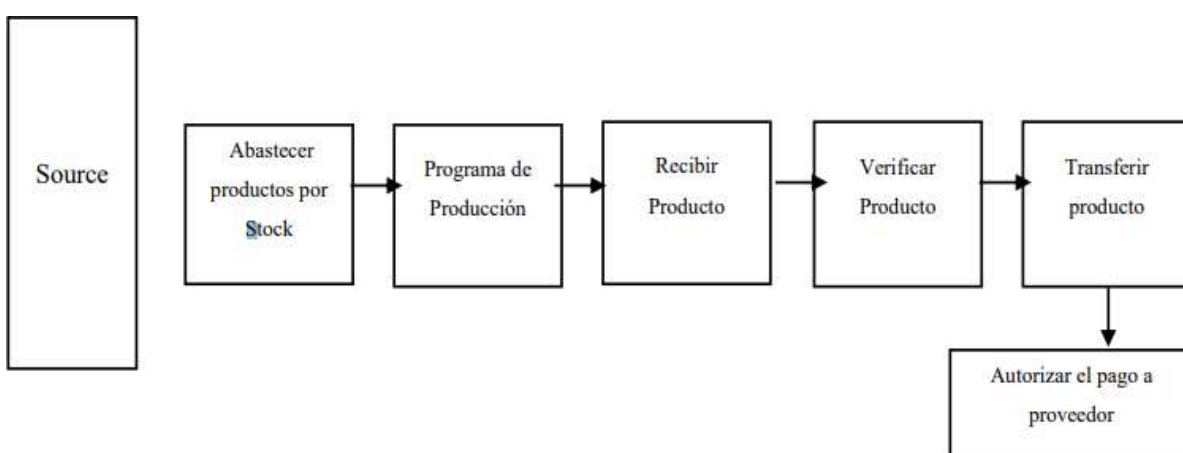 Source
Abastecer
productos por
Stock
Programa de
Producción
Recibir
Producto
Verificar
Producto
Transferir
producto
Autorizar el pago a
proveedor